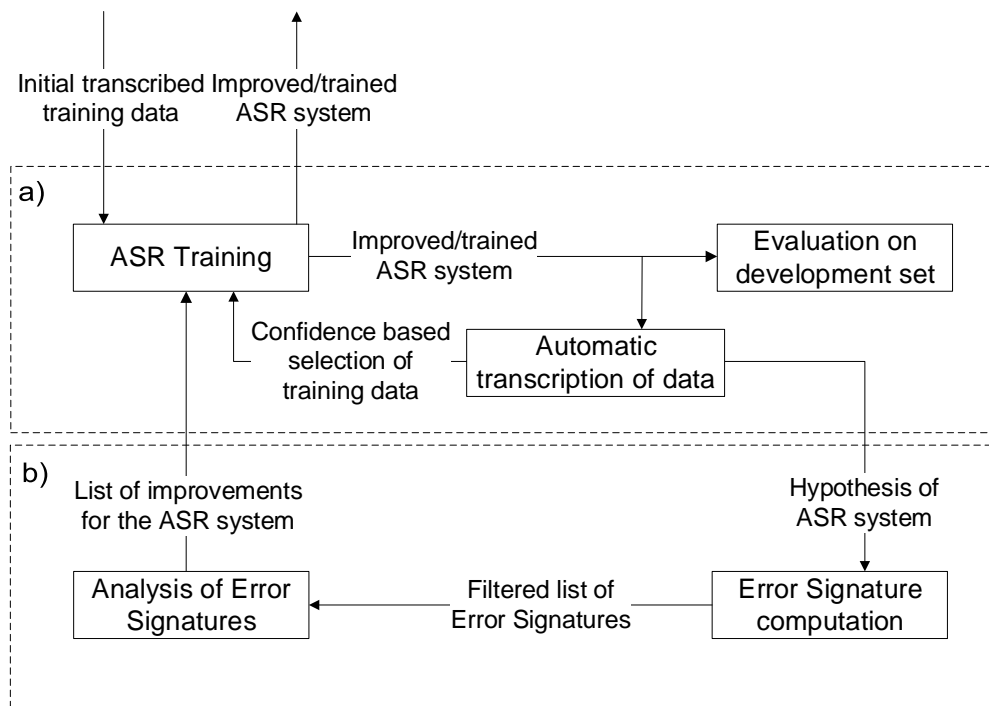 Initial transcribed
training data
Improved/trained
ASR system
a)
ASR Training
Improved/trained
ASR system
Evaluation on
development set
Confidence based
selection of
training data
Automatic
transcription of data
b)
List of improvements
for the ASR system
Hypothesis of
ASR system
Analysis of Error
Signatures
Filtered list of
Error Signatures
Error Signature
computation